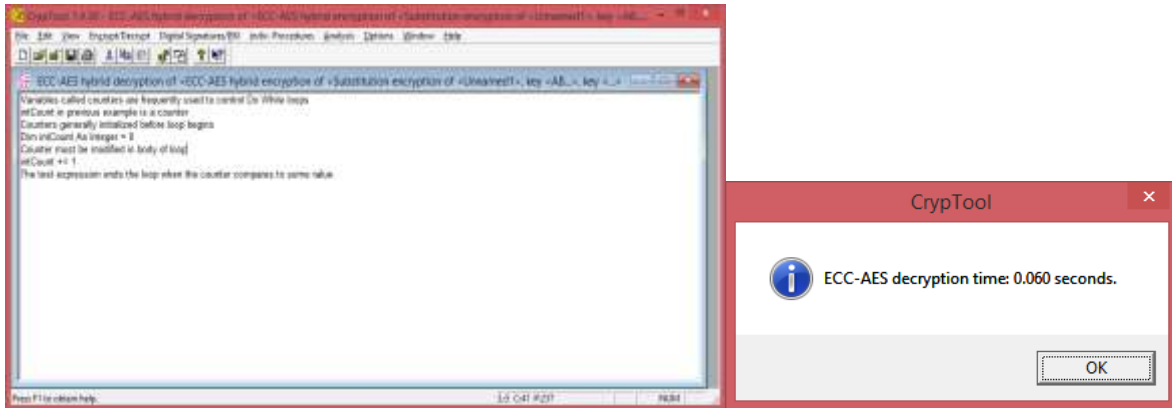 CrypTool 1.4.30 - ECC-AES hybrid decryption of <ECC-AES hybrid encryption of <Substitution encryption of <Unnamed1>, key <AB...
File Edit View Encrypt/Decrypt Digital Signatures/PKI Indiv. Procedures Analysis Options Window Help
ECC-AES hybrid decryption of <ECC-AES hybrid encryption of <Substitution encryption of <Unnamed1>, key <AB...>, key <...>
Variables called counters are frequently used to control Do While loops
intCount in previous example is a counter
Counters generally initialized before loop begins
Dim intCount As Integer = 0
Counter must be modified in body of loop
intCount += 1
The test expression ends the loop when the counter compares to some value
Press F1 to obtain help.
NUM
CrypTool
ECC-AES decryption time: 0.060 seconds.
OK